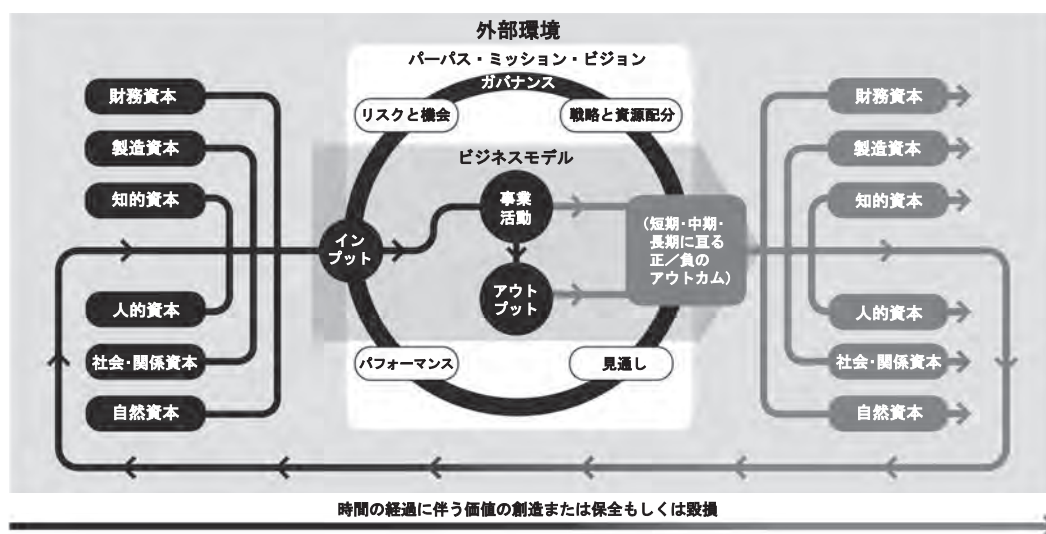 外部環境
パーパス・ミッション・ビジョン
ガバナンス
リスクと機会
戦略と資源配分
ビジネスモデル
財務資本
製造資本
知的資本
人的資本
社会・関係資本
自然資本
イン
プット
事業
活動
アウト
プット
(短期・中期・
長期に亘る
正/負の
アウトカム)
パフォーマンス
見通し
財務資本
製造資本
知的資本
人的資本
社会・関係資本
自然資本
時間の経過に伴う価値の創造または保全もしくは毀損